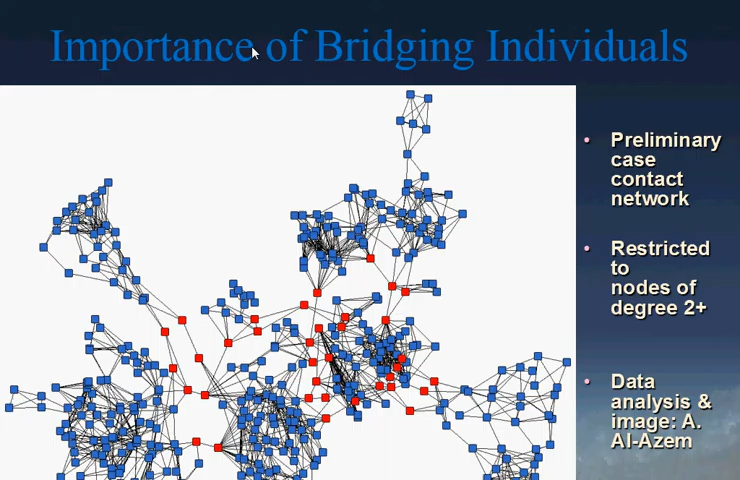 Importance of Bridging Individuals
• Preliminary
case
contact
network
• Restricted
to
nodes of
degree 2+
• Data
analysis &
image: A.
Al-Azem